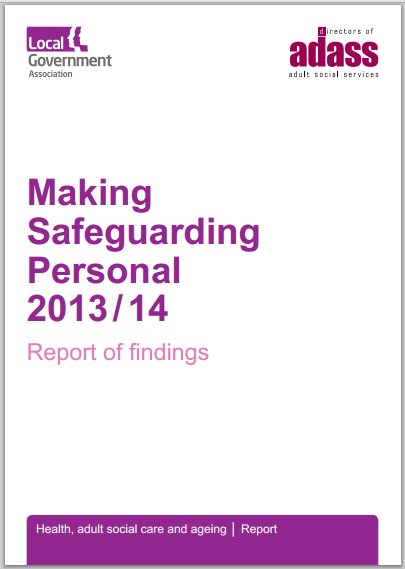 Local
Government
Association
directors of
adass
adult social services
Making
Safeguarding
Personal
2013/14
Report of findings
Health, adult social care and ageing | Report